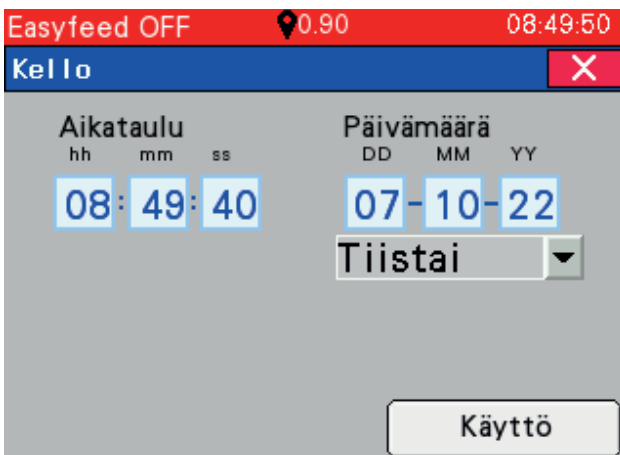 Easyfeed OFF 0.90 08:49:50
Kello
Aikataulu Päivämäärä
hh mm ss DD MM YY
08:49:40 07-10-22
Tiistai
Käyttö